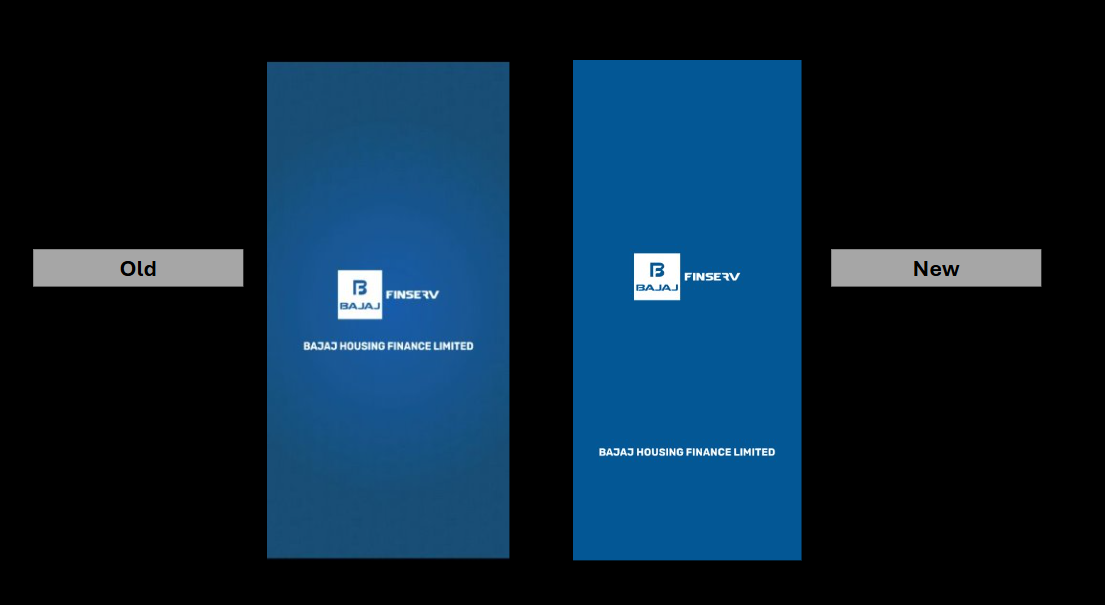 Old
B
BAJAJ
FINSERV
BAJAJ HOUSING FINANCE LIMITED
B
BAJAJ
FINSERV
BAJAJ HOUSING FINANCE LIMITED
New